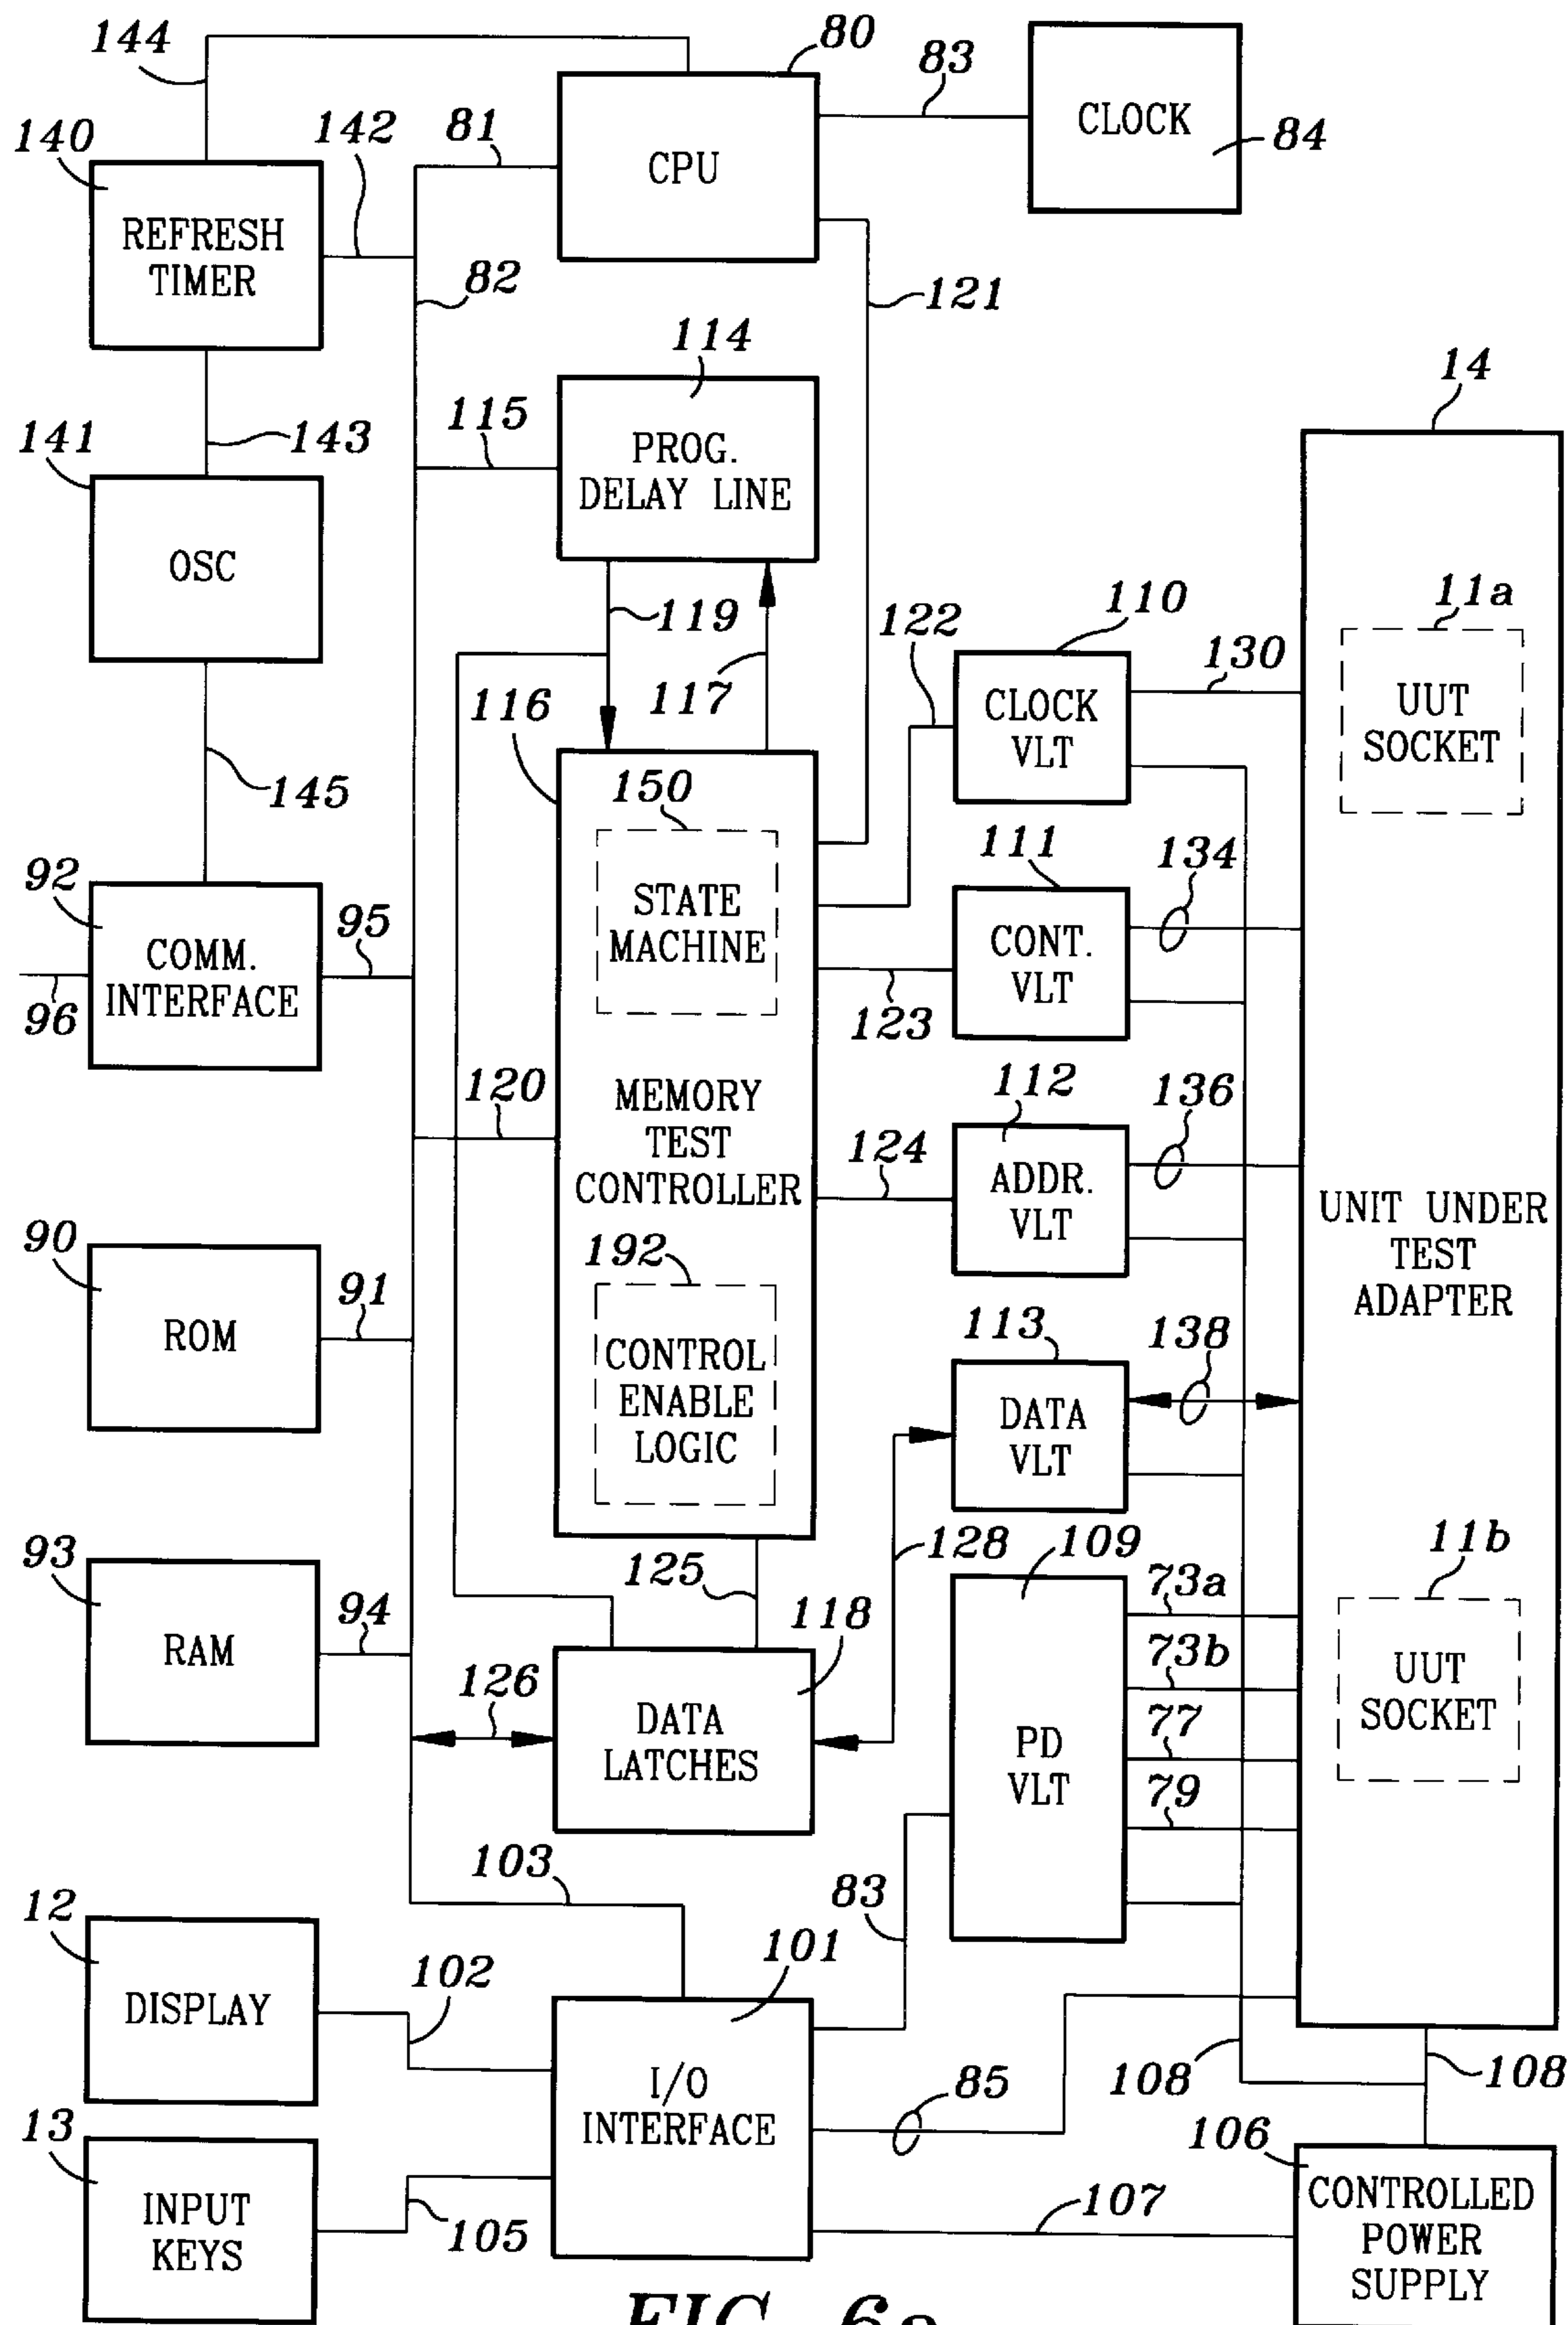 144
80
83
CLOCK
84
140
142
81
CPU
REFRESH
TIMER
82
121
114
14
141
143
115
PROG.
DELAY LINE
OSC
119
117
122
110
130
11a
UUT
SOCKET
116
CLOCK
VLT
145
150
STATE
MACHINE
111
134
92
COMM.
INTERFACE
95
96
CONT.
VLT
123
120
MEMORY
TEST
CONTROLLER
112
136
124
ADDR.
VLT
UNIT UNDER
TEST
ADAPTER
90
ROM
91
192
CONTROL
ENABLE
LOGIC
113
138
DATA
VLT
128
109
11b
93
RAM
94
125
118
73a
73b
77
79
UUT
SOCKET
126
DATA
LATCHES
PD
VLT
103
83
12
DISPLAY
102
101
I/O
INTERFACE
85
108
108
13
INPUT
KEYS
105
107
106
CONTROLLED
POWER
SUPPLY
FIG. 6a